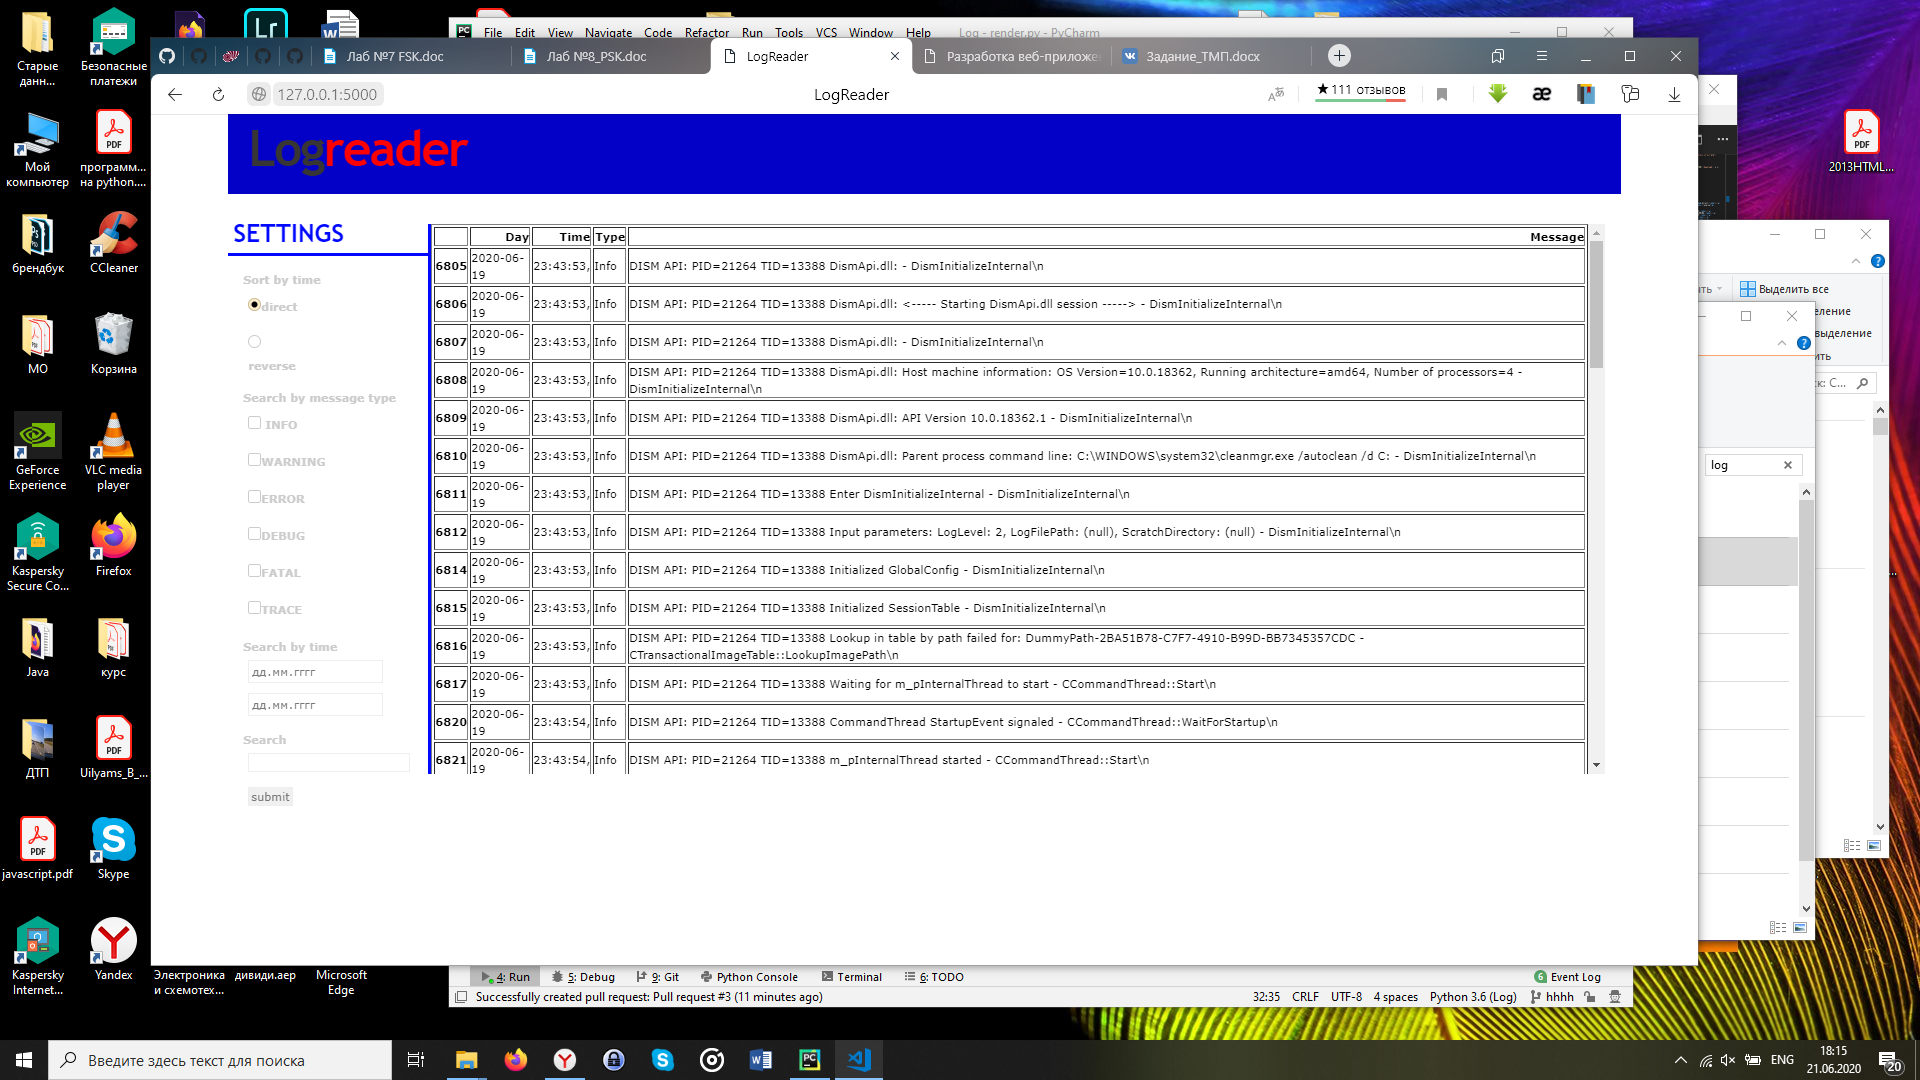 File Edit View Navigate Code Refactor Run Tools VCS Window Help Log - render.py - PyCharm
Лаб №7 FSK.doc
Лаб №8_PSK.doc
LogReader
Разработка веб-приложе
Задание_ТМП.docx
127.0.0.1:5000
LogReader
★ 111 отзывов
Logreader
SETTINGS
Sort by time
direct
reverse
Search by message type
INFO
WARNING
ERROR
DEBUG
FATAL
TRACE
Search by time
дд.мм.гггг
дд.мм.гггг
Search
submit
Day Time Type Message
6805 2020-06-19 23:43:53, Info DISM API: PID=21264 TID=13388 DismApi.dll: - DismInitializeInternal\n
6806 2020-06-19 23:43:53, Info DISM API: PID=21264 TID=13388 DismApi.dll: <----- Starting DismApi.dll session -----> - DismInitializeInternal\n
6807 2020-06-19 23:43:53, Info DISM API: PID=21264 TID=13388 DismApi.dll: - DismInitializeInternal\n
6808 2020-06-19 23:43:53, Info DISM API: PID=21264 TID=13388 DismApi.dll: Host machine information: OS Version=10.0.18362, Running architecture=amd64, Number of processors=4 -
DismInitializeInternal\n
6809 2020-06-19 23:43:53, Info DISM API: PID=21264 TID=13388 DismApi.dll: API Version 10.0.18362.1 - DismInitializeInternal\n
6810 2020-06-19 23:43:53, Info DISM API: PID=21264 TID=13388 DismApi.dll: Parent process command line: C:\WINDOWS\system32\cleanmgr.exe /autoclean /d C: - DismInitializeInternal\n
6811 2020-06-19 23:43:53, Info DISM API: PID=21264 TID=13388 Enter DismInitializeInternal - DismInitializeInternal\n
6812 2020-06-19 23:43:53, Info DISM API: PID=21264 TID=13388 Input parameters: LogLevel: 2, LogFilePath: (null), ScratchDirectory: (null) - DismInitializeInternal\n
6814 2020-06-19 23:43:53, Info DISM API: PID=21264 TID=13388 Initialized GlobalConfig - DismInitializeInternal\n
6815 2020-06-19 23:43:53, Info DISM API: PID=21264 TID=13388 Initialized SessionTable - DismInitializeInternal\n
6816 2020-06-19 23:43:53, Info DISM API: PID=21264 TID=13388 Lookup in table by path failed for: DummyPath-2BA51B78-C7F7-4910-B99D-BB7345357CDC -
CTransactionalImageTable::LookupImagePath\n
6817 2020-06-19 23:43:53, Info DISM API: PID=21264 TID=13388 Waiting for m_pInternalThread to start - CCommandThread::Start\n
6820 2020-06-19 23:43:54, Info DISM API: PID=21264 TID=13388 CommandThread StartupEvent signaled - CCommandThread::WaitForStartup\n
6821 2020-06-19 23:43:54, Info DISM API: PID=21264 TID=13388 m_pInternalThread started - CCommandThread::Start\n
Старые данн...
Безопасные платежи
Мой компьютер
программ... на python....
брендбук
CCleaner
МО
Корзина
GeForce Experience
VLC media player
Kaspersky Secure Co...
Firefox
Java
курс
ДТП
Uilyams_B_...
javascript.pdf
Skype
Kaspersky Internet...
Yandex
Электроника и схемотех...
дивиди.aep
Microsoft Edge
2013HTML...
Выделить все
log
4: Run 5: Debug 9: Git Python Console Terminal 6: TODO 6 Event Log
Successfully created pull request: Pull request #3 (11 minutes ago) 32:35 CRLF UTF-8 4 spaces Python 3.6 (Log) hhhh
Введите здесь текст для поиска
ENG
18:15
21.06.2020
20